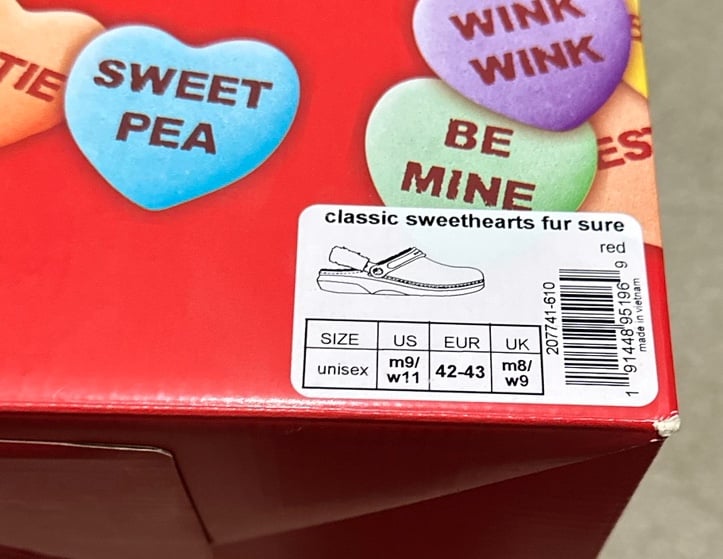 TIE
SWEET
PEA
WINK
WINK
BE
MINE
EST
classic sweethearts fur sure
red
SIZE US EUR UK
unisex m9/ w11 42-43 m8/ w9
207741-610
1 91448 95196 9
made in vietnam